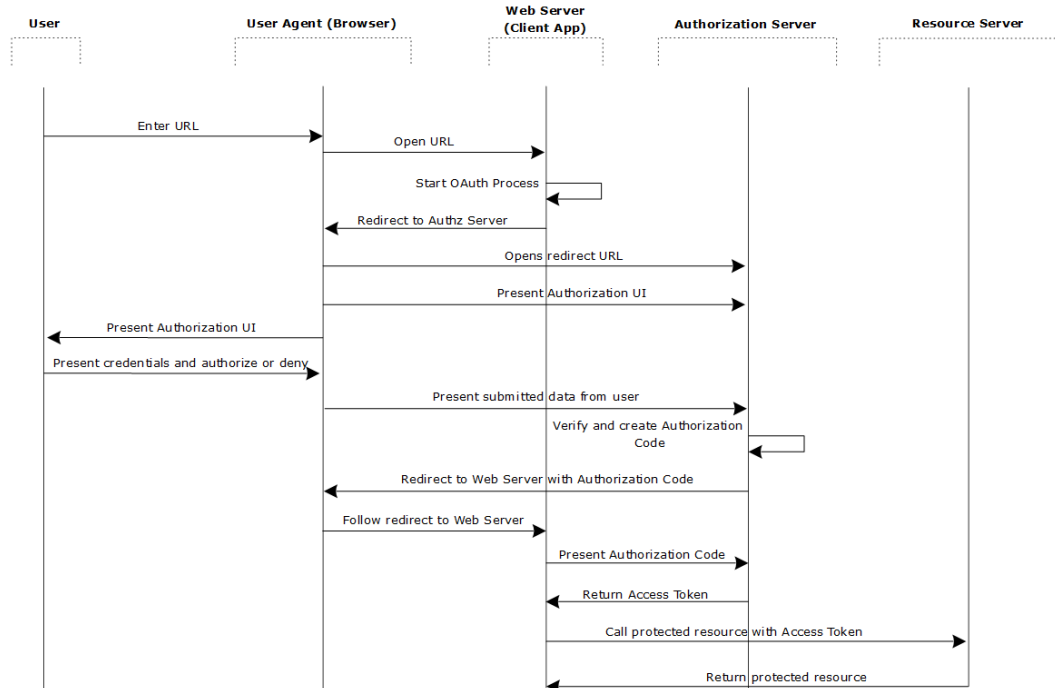 User
User Agent (Browser)
Web Server
(Client App)
Authorization Server
Resource Server
Enter URL
Open URL
Start OAuth Process
Redirect to Authz Server
Opens redirect URL
Present Authorization UI
Present Authorization UI
Present credentials and authorize or deny
Present submitted data from user
Verify and create Authorization
Code
Redirect to Web Server with Authorization Code
Follow redirect to Web Server
Present Authorization Code
Return Access Token
Call protected resource with Access Token
Return protected resource